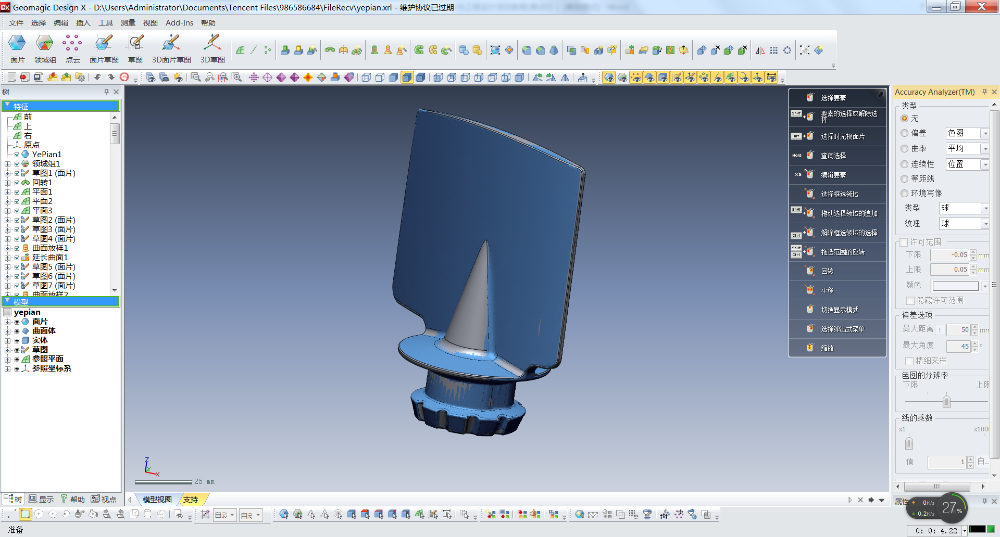 Geomagic Design X - D:\Users\Administrator\Documents\Tencent Files\986586684\FileRecv\yepian.xrl - 维护协议已过期
文件 选择 编辑 插入 工具 测量 视图 Add-Ins 帮助
面片 领域组 点云 面片草图 草图 3D面片草图 3D草图
树
特征
前
上
右
原点
YePian1
领域组1
草图1 (面片)
回转1
平面1
平面2
平面3
草图2 (面片)
草图3 (面片)
草图4 (面片)
曲面放样1
延长曲面1
草图5 (面片)
草图6 (面片)
草图7 (面片)
曲面放样2
模型
yepian
面片
曲面体
实体
草图
参照平面
参照坐标系
树 显示 帮助 视点
Z
X
25 mm
模型视图 支持
选择要素
Shift + 要素的选择或解除选择
Alt + 选择时无视面片
Hold 查询选择
X2 编辑要素
选择框选领域
Shift + 拖动选择领域的追加
Ctrl + 解除框选领域的选择
Shift Ctrl + 拖选范围的反转
回转
平移
切换显示模式
选择弹出式菜单
缩放
Accuracy Analyzer(TM)
类型
无
偏差 色图
曲率 平均
连续性 位置
等距线
环境写像
类型 球
纹理 球
许可范围
下限 -0.05 mm
上限 0.05 mm
颜色
隐藏许可范围
偏差选项
最大距离 ! 50 mm
最大角度 45 °
精细采样
色图的分辨率
下限 上限
线的乘数
x1 x1000
值 1 自...
属性
0K/s
0.2K/s
27%
自动 自动
准备
0: 0: 4.22